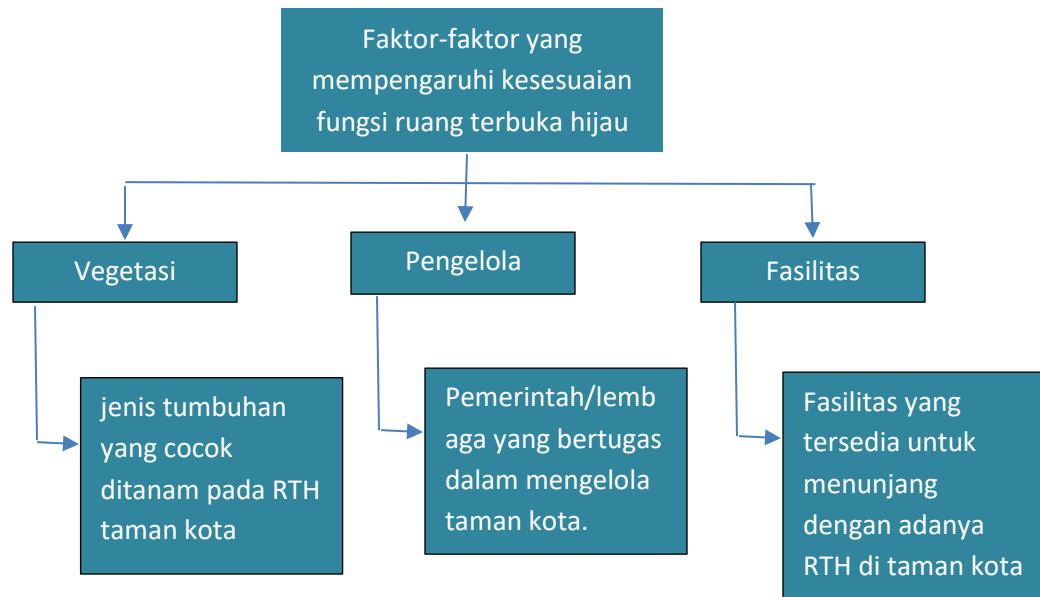 Faktor-faktor yang
mempengaruhi kesesuaian
fungsi ruang terbuka hijau
Vegetasi
Pengelola
Fasilitas
jenis tumbuhan
yang cocok
ditanam pada RTH
taman kota
Pemerintah/lemb
aga yang bertugas
dalam mengelola
taman kota.
Fasilitas yang
tersedia untuk
menunjang
dengan adanya
RTH di taman kota